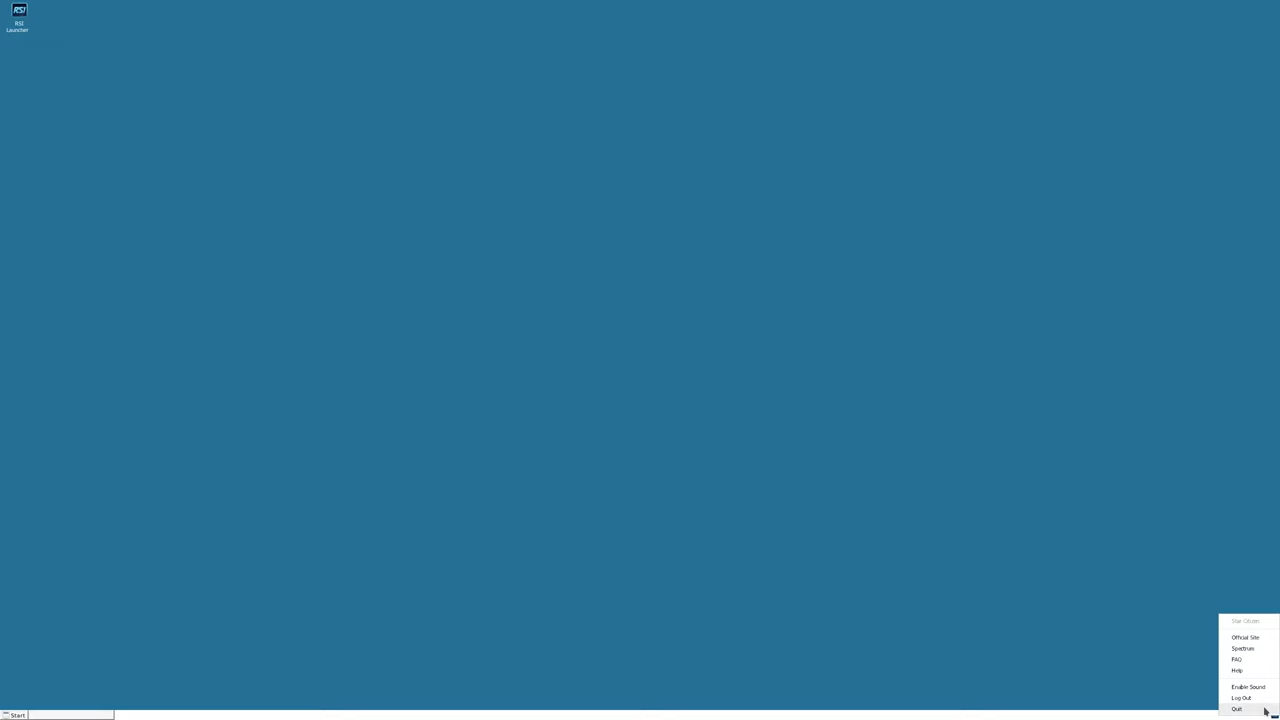 RSI
RSI
Launcher
Star Citizen
Official Site
Spectrum
FAQ
Help
Enable Sound
Log Out
Quit
Start